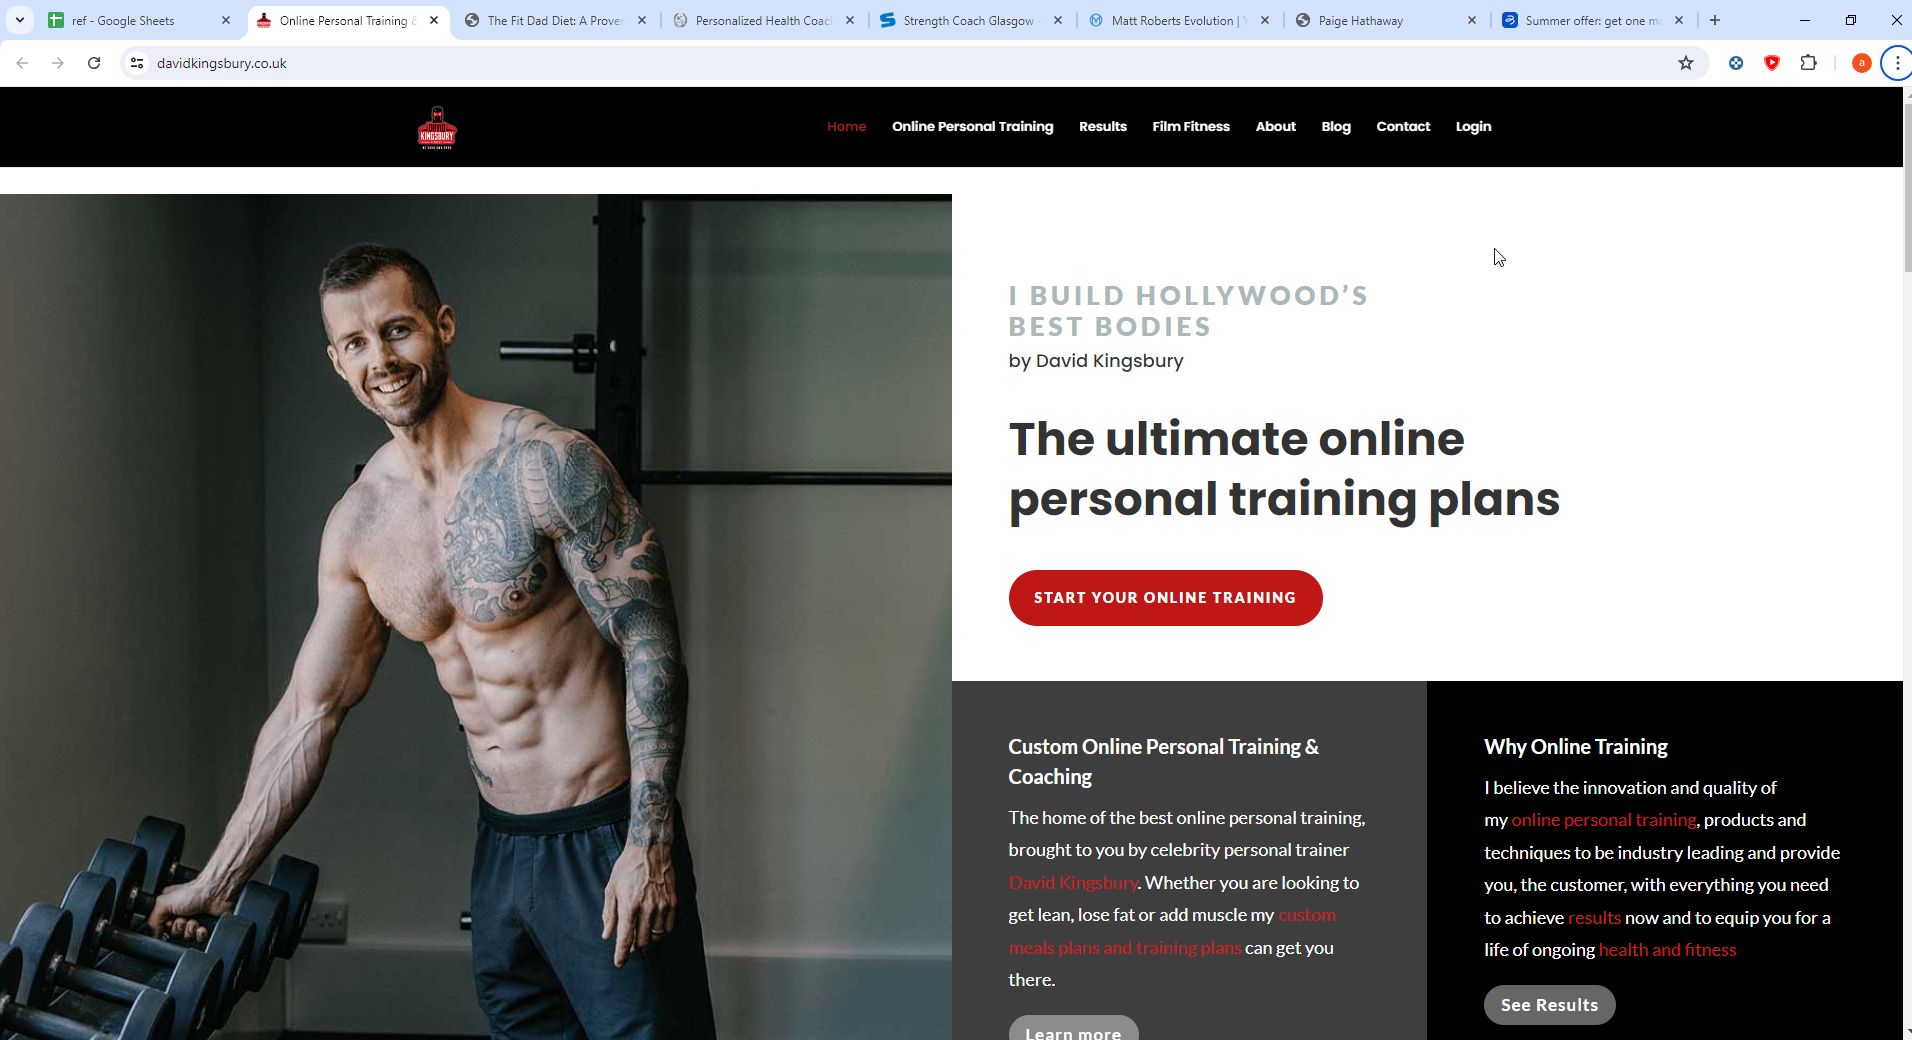 ref - Google Sheets
Online Personal Training &
The Fit Dad Diet: A Prover
Personalized Health Coac
Strength Coach Glasgow -
Matt Roberts Evolution |
Paige Hathaway
Summer offer: get one mo
davidkingsbury.co.uk
a
KINGSBURY
Home
Online Personal Training
Results
Film Fitness
About
Blog
Contact
Login
I BUILD HOLLYWOOD’S
BEST BODIES
by David Kingsbury
The ultimate online
personal training plans
START YOUR ONLINE TRAINING
Custom Online Personal Training &
Coaching
The home of the best online personal training,
brought to you by celebrity personal trainer
David Kingsbury. Whether you are looking to
get lean, lose fat or add muscle my custom
meals plans and training plans can get you
there.
Learn more
Why Online Training
I believe the innovation and quality of
my online personal training, products and
techniques to be industry leading and provide
you, the customer, with everything you need
to achieve results now and to equip you for a
life of ongoing health and fitness
See Results